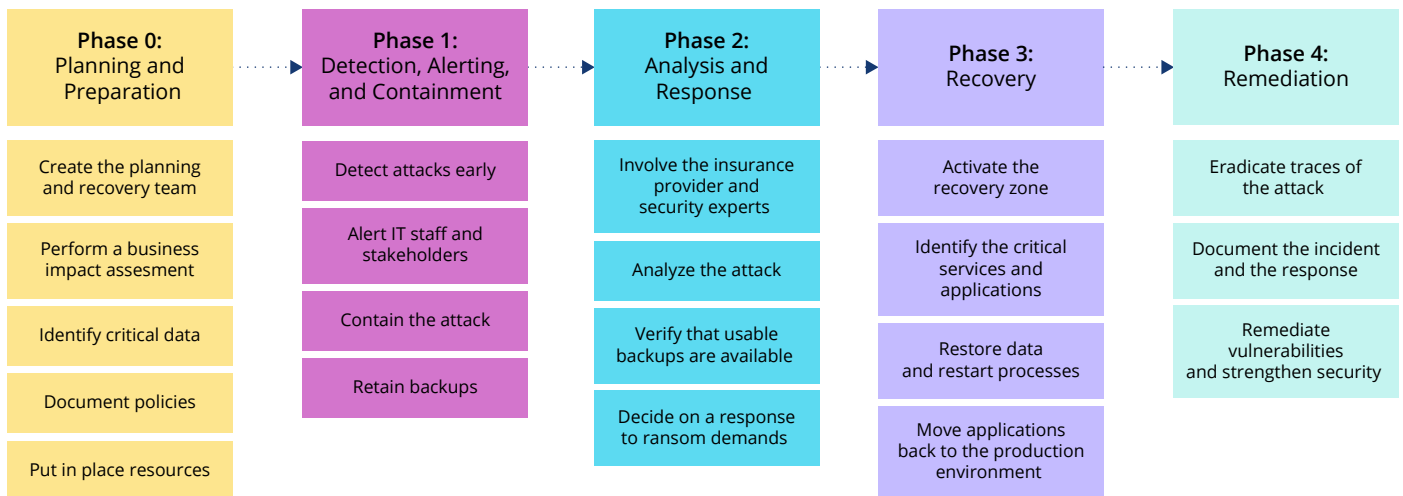 Phase 0:
Planning and
Preparation
Create the planning
and recovery team
Perform a business
impact assesment
Identify critical data
Document policies
Put in place resources
Phase 1:
Detection, Alerting,
and Containment
Detect attacks early
Alert IT staff and
stakeholders
Contain the attack
Retain backups
Phase 2:
Analysis and
Response
Involve the insurance
provider and
security experts
Analyze the attack
Verify that usable
backups are available
Decide on a response
to ransom demands
Phase 3:
Recovery
Activate the
recovery zone
Identify the critical
services and
applications
Restore data
and restart processes
Move applications
back to the production
environment
Phase 4:
Remediation
Eradicate traces of
the attack
Document the incident
and the response
Remediate
vulnerabilities
and strengthen security